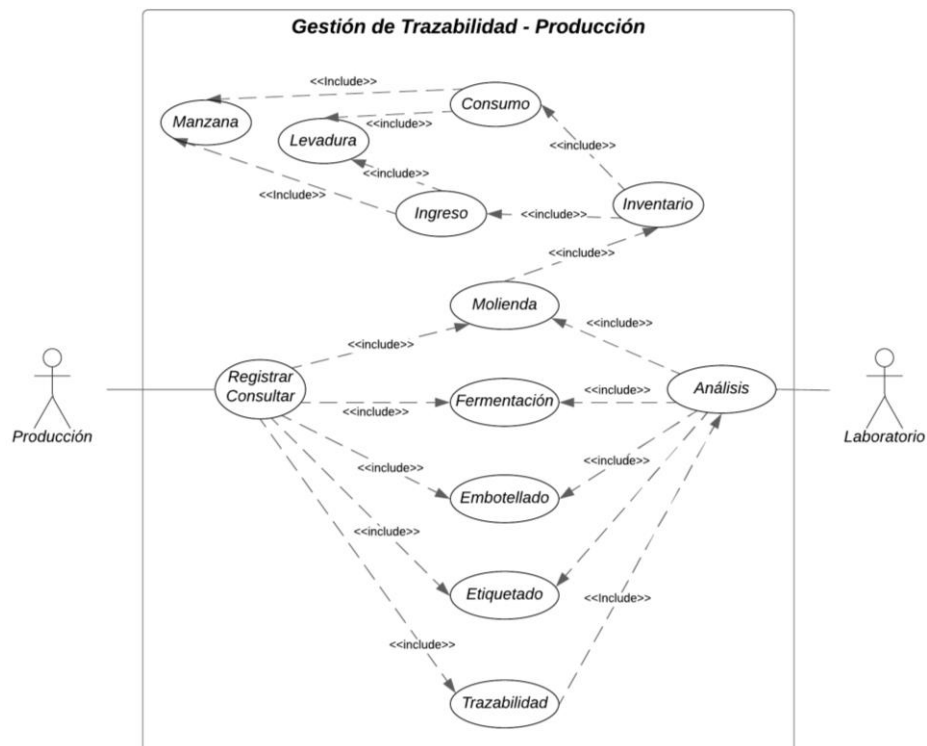 Gestión de Trazabilidad - Producción
<<Include>>
Consumo
Manzana
<<include>>
Levadura
<<include>>
<<include>>
<<Include>>
Inventario
Ingreso
<<include>>
<<include>>
Molienda
<<include>>
<<include>>
Registrar
Consultar
Análisis
Fermentación
<<include>>
<<include>>
Producción
Laboratorio
<<include>>
<<include>>
Embotellado
<<include>>
Etiquetado
<<Include>>
<<include>>
Trazabilidad